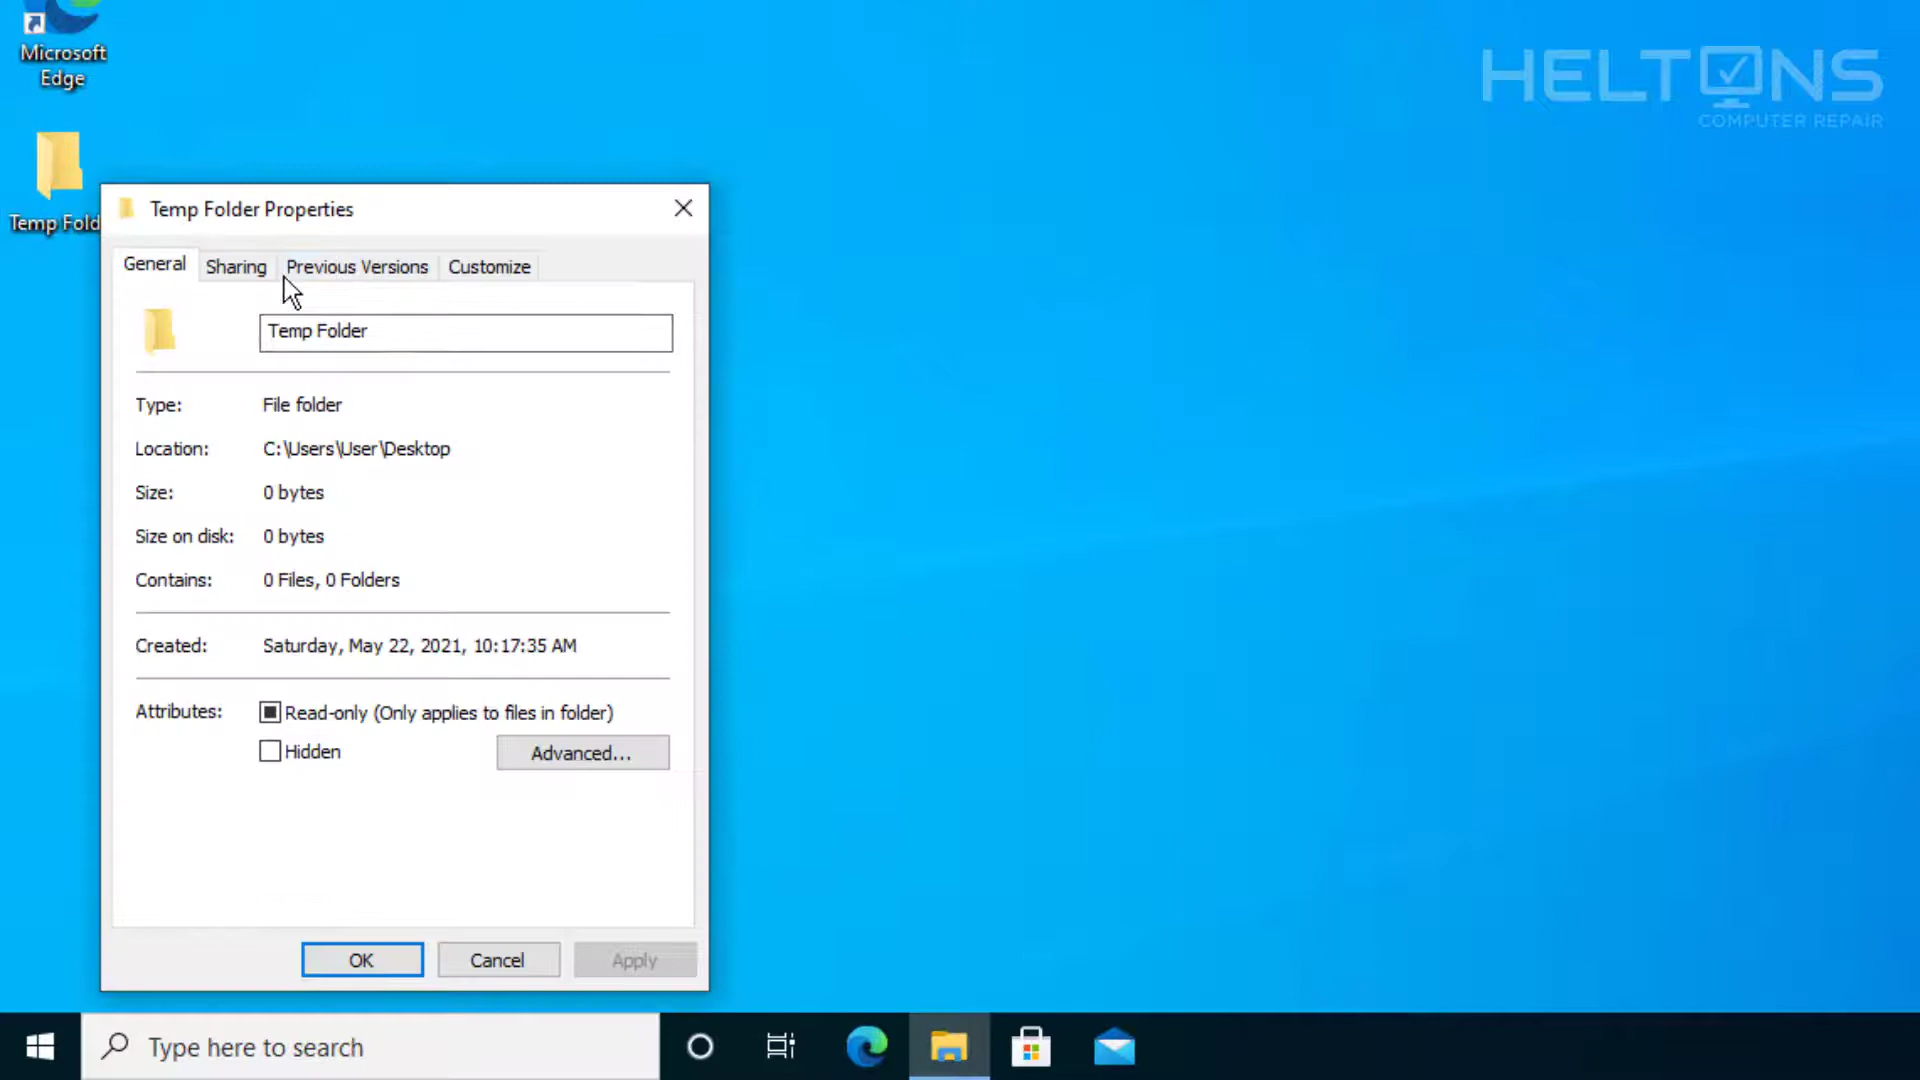 Microsoft
Edge
HELTONS
COMPUTER REPAIR
Temp Fold
Temp Folder Properties
General
Sharing
Previous Versions
Customize
Temp Folder
Type:
File folder
Location:
C:\Users\User\Desktop
Size:
0 bytes
Size on disk:
0 bytes
Contains:
0 Files, 0 Folders
Created:
Saturday, May 22, 2021, 10:17:35 AM
Attributes:
Read-only (Only applies to files in folder)
Hidden
Advanced...
OK
Cancel
Apply
Type here to search